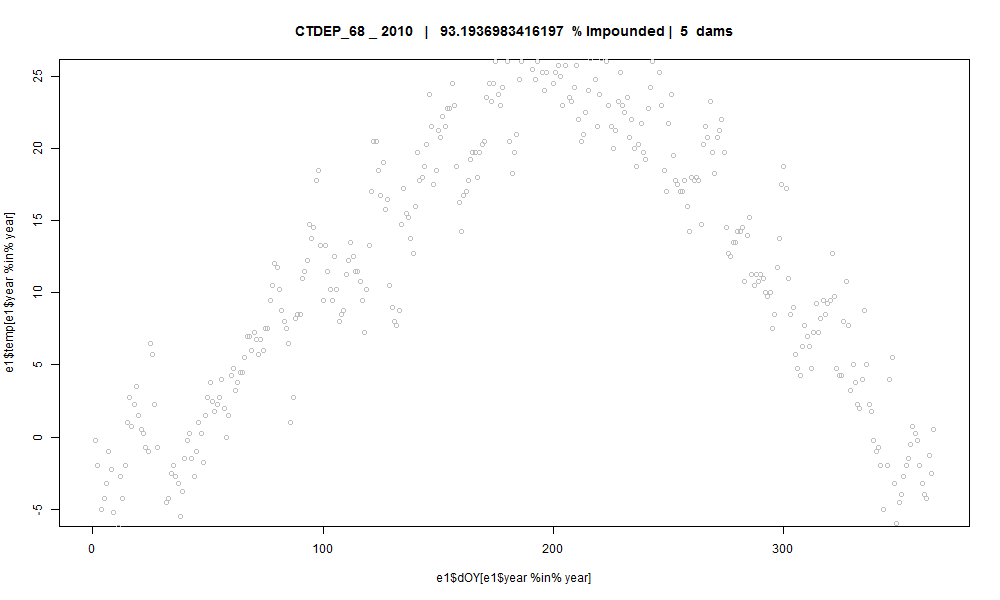 CTDEP_68 _ 2010 | 93.1936983416197 % Impounded | 5 dams
e1$temp[e1$year %in% year]
25
20
15
10
5
0
-5
0 100 200 300
e1$dOY[e1$year %in% year]